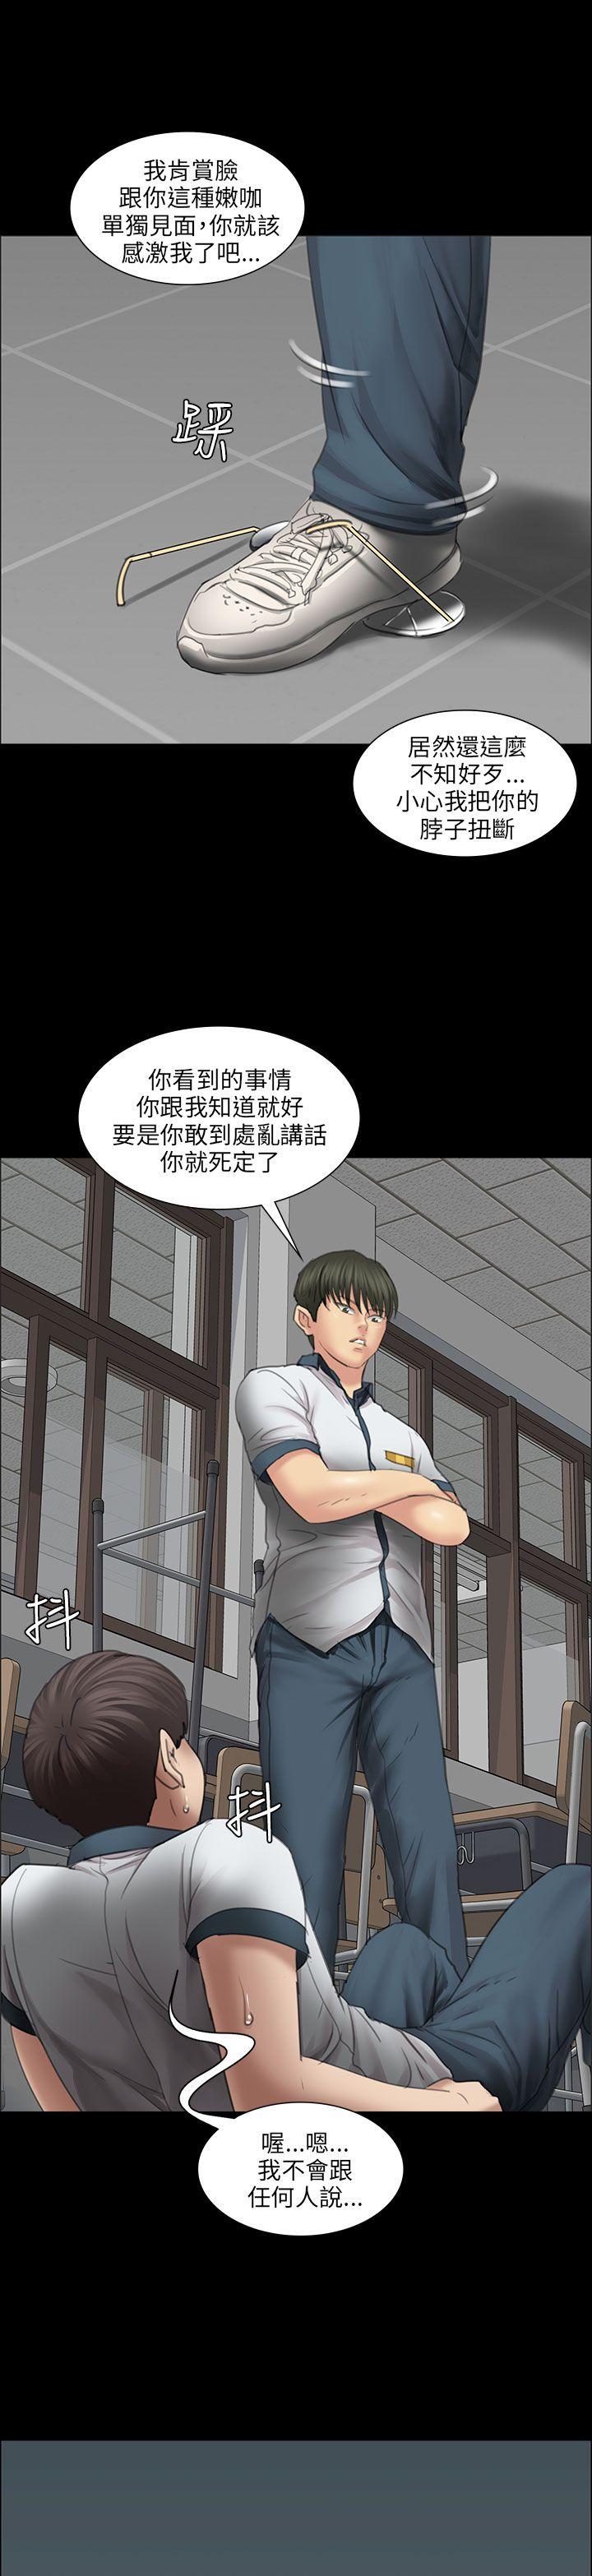 我肯賞臉
跟你這種嫩咖
單獨見面，你就該
感激我了吧...
踩
居然還這麼
不知好歹...
小心我把你的
脖子扭斷
你看到的事情
你跟我知道就好
要是你敢到處亂講話
你就死定了
抖
抖
喔...嗯...
我不會跟
任何人說...